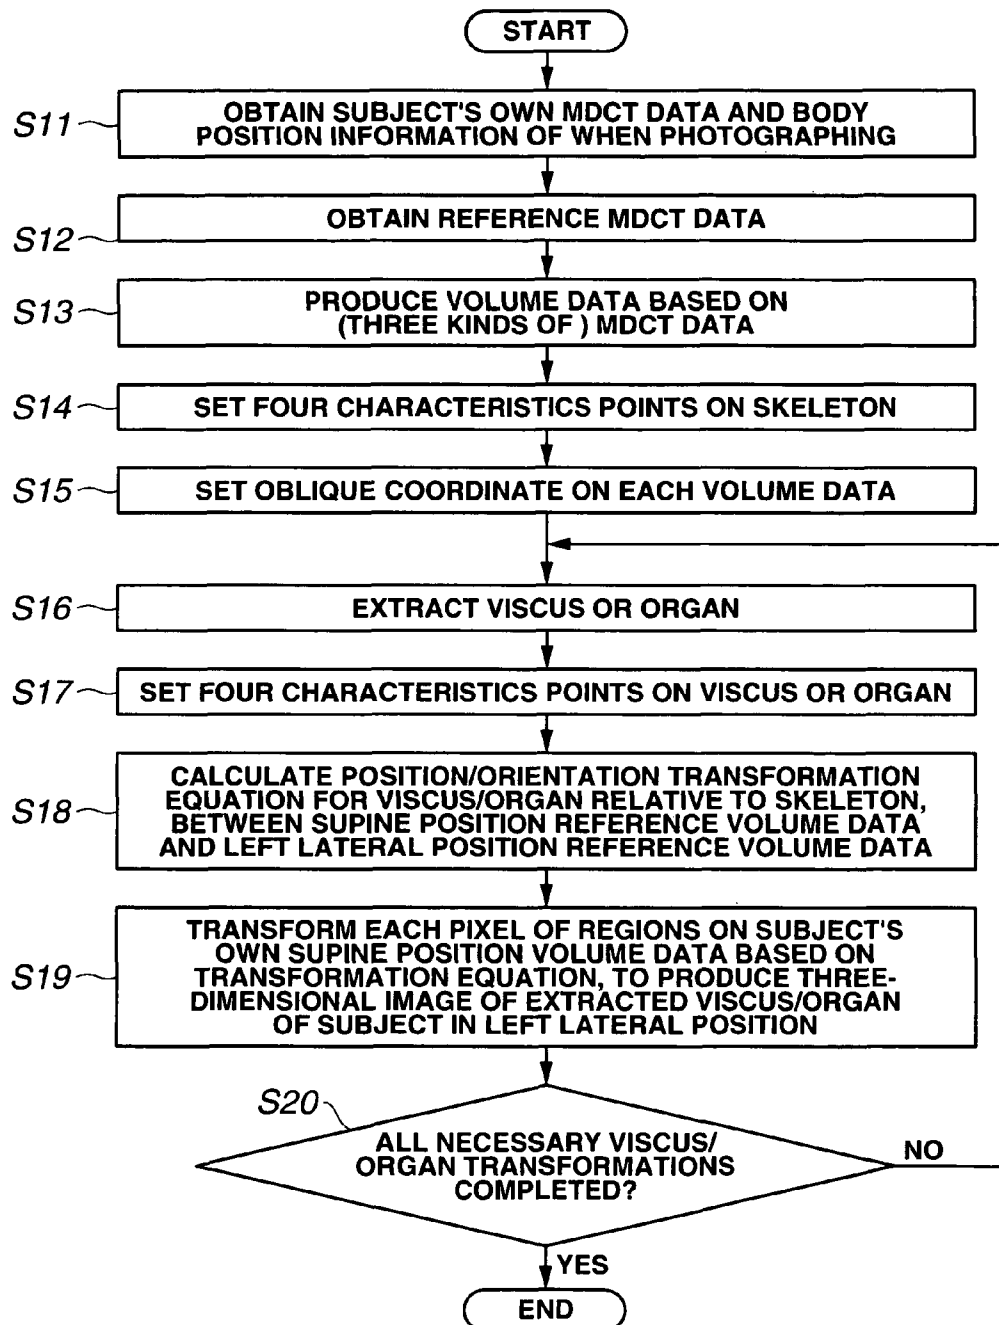 START
S11
OBTAIN SUBJECT'S OWN MDCT DATA AND BODY
POSITION INFORMATION OF WHEN PHOTOGRAPHING
S12
OBTAIN REFERENCE MDCT DATA
S13
PRODUCE VOLUME DATA BASED ON
(THREE KINDS OF ) MDCT DATA
S14
SET FOUR CHARACTERISTICS POINTS ON SKELETON
S15
SET OBLIQUE COORDINATE ON EACH VOLUME DATA
S16
EXTRACT VISCUS OR ORGAN
S17
SET FOUR CHARACTERISTICS POINTS ON VISCUS OR ORGAN
S18
CALCULATE POSITION/ORIENTATION TRANSFORMATION
EQUATION FOR VISCUS/ORGAN RELATIVE TO SKELETON,
BETWEEN SUPINE POSITION REFERENCE VOLUME DATA
AND LEFT LATERAL POSITION REFERENCE VOLUME DATA
S19
TRANSFORM EACH PIXEL OF REGIONS ON SUBJECT'S
OWN SUPINE POSITION VOLUME DATA BASED ON
TRANSFORMATION EQUATION, TO PRODUCE THREE-
DIMENSIONAL IMAGE OF EXTRACTED VISCUS/ORGAN
OF SUBJECT IN LEFT LATERAL POSITION
S20
ALL NECESSARY VISCUS/
ORGAN TRANSFORMATIONS
COMPLETED?
NO
YES
END